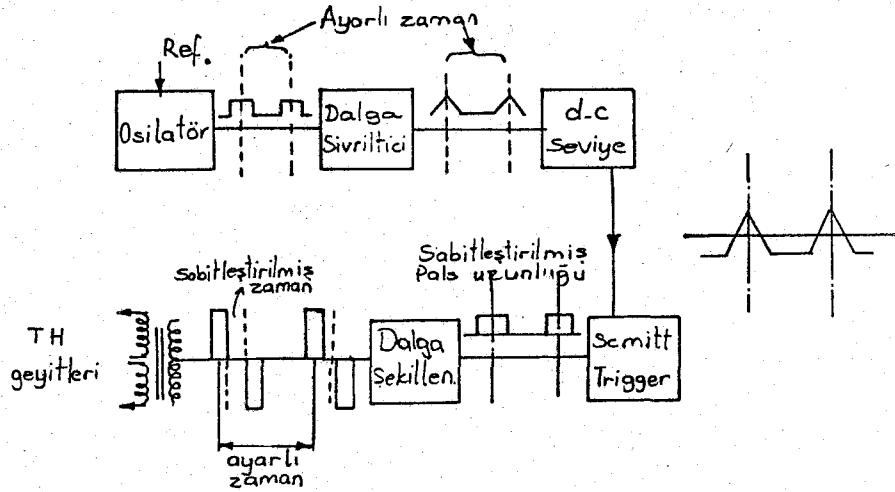 Ayarlı zaman
Ref.
Osilatör
Dalga
Sivriltici
d-c
Seviye
Sabitleştirilmiş
Pals uzunluğu
sabitleştirilmiş
zaman
TH
geyitleri
Dalga
Şekillen.
Semitt
Trigger
ayarlı
zaman